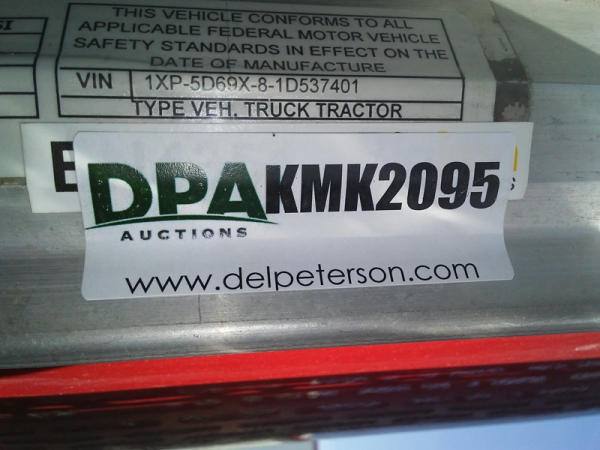 THIS VEHICLE CONFORMS TO ALL
APPLICABLE FEDERAL MOTOR VEHICLE
SAFETY STANDARDS IN EFFECT ON THE
DATE OF MANUFACTURE
VIN 1XP-5D69X-8-1D537401
TYPE VEH. TRUCK TRACTOR
DPA KMK2095
AUCTIONS
www.delpeterson.com